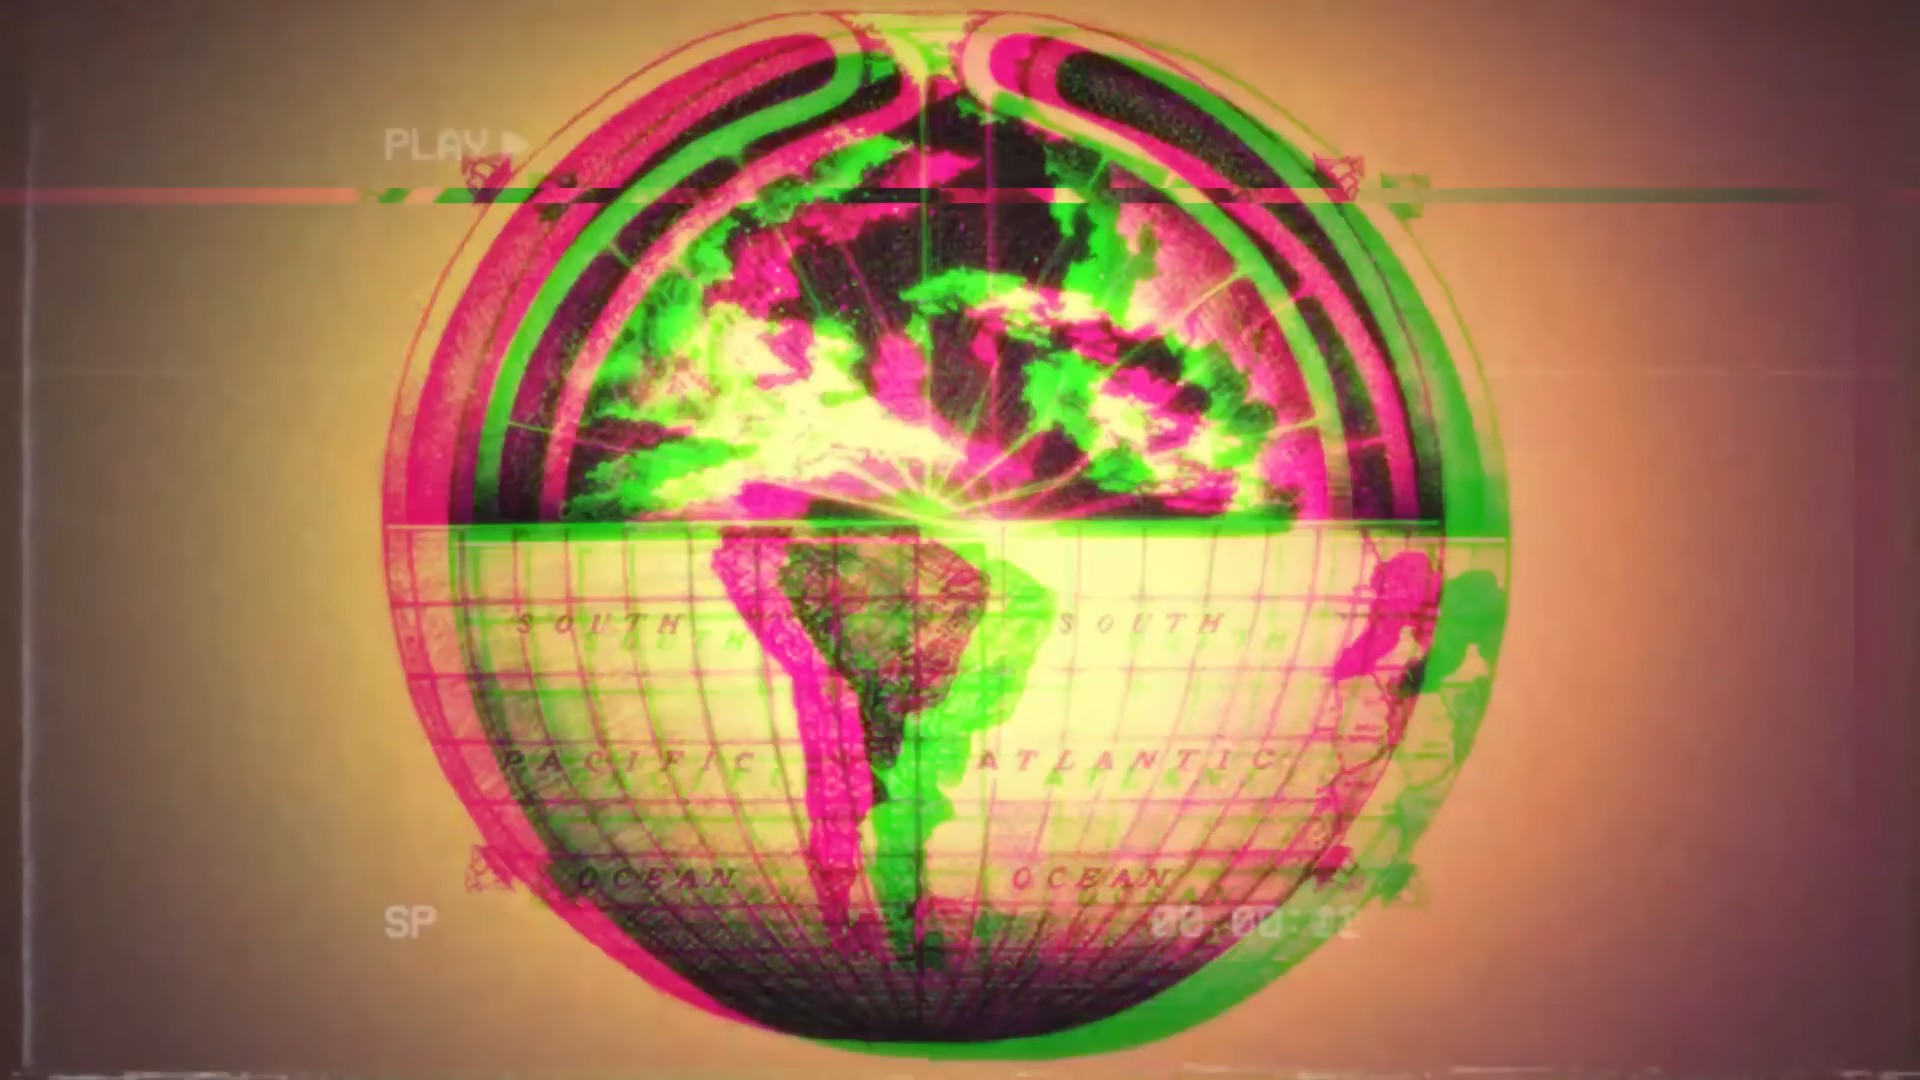 PLAY
SOUTH SOUTH
PACIFIC ATLANTIC
OCEAN OCEAN
SP